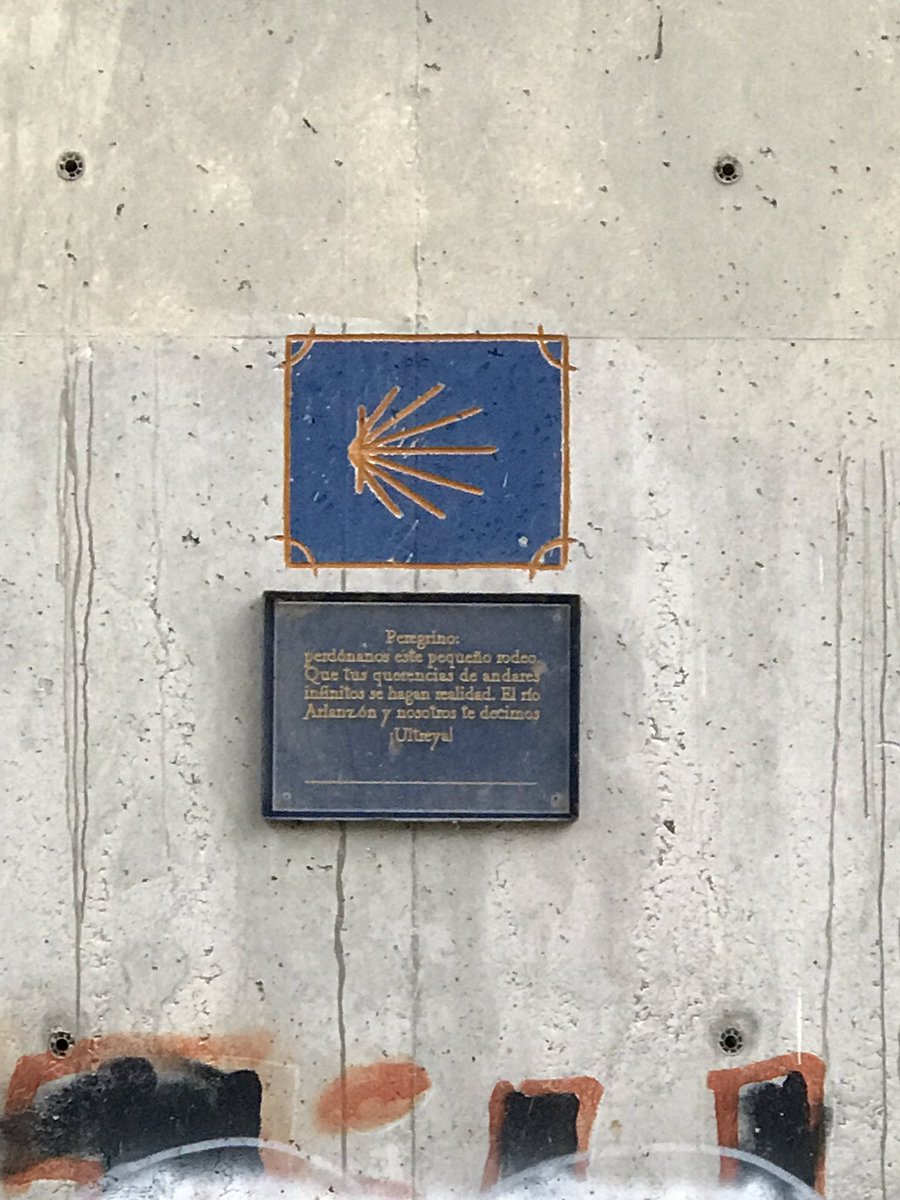 Peregrino:
perdónanos este pequeño rodeo.
Que tus querencias de andares
infinitos se hagan realidad. El río
Arlanzón y nosotros te decimos
¡Ultreya!